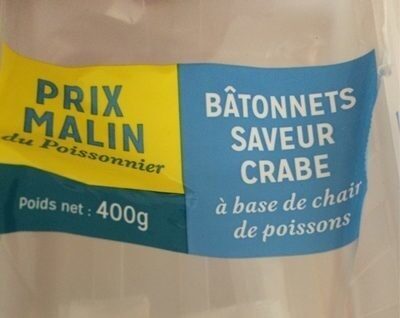 PRIX
MALIN
du Poissonnier
Poids net : 400g
BÂTONNETS
SAVEUR
CRABE
à base de chair
de poissons